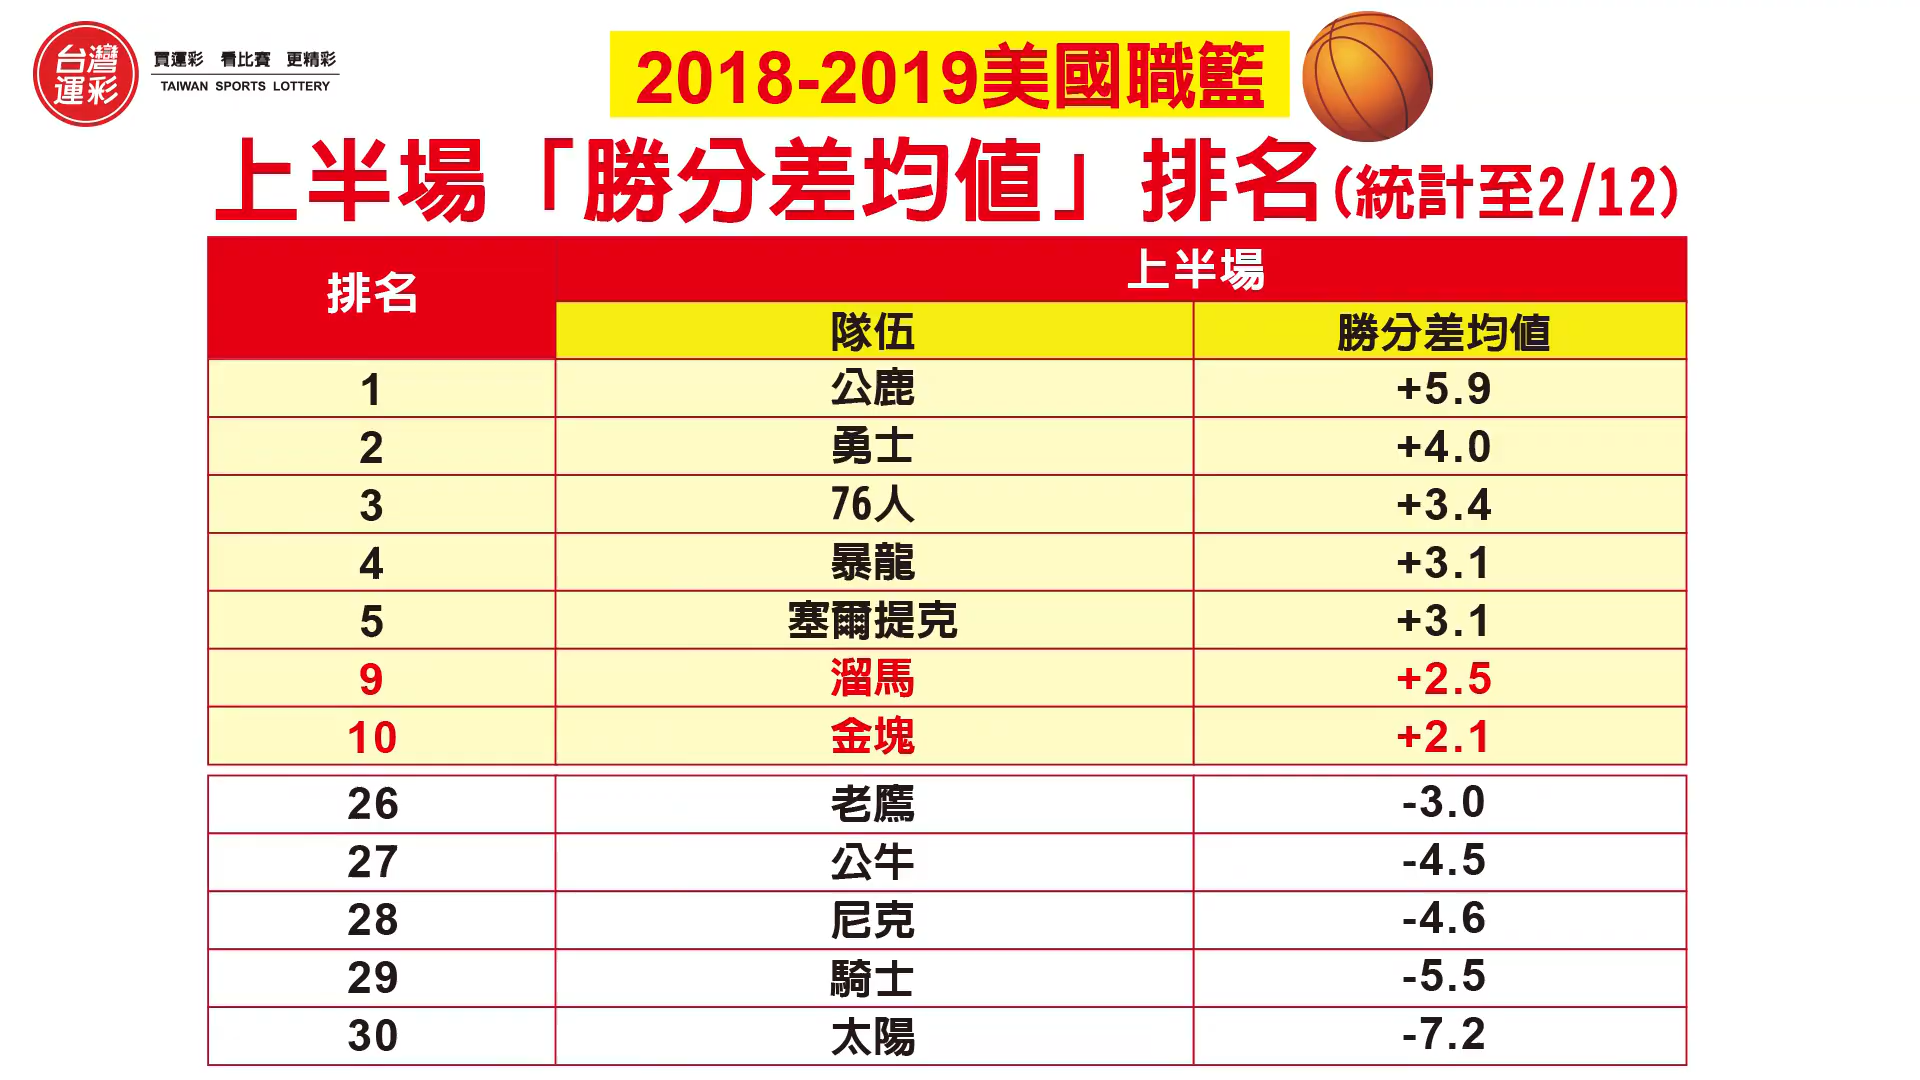 台灣
運彩
買運彩 看比賽 更精彩
TAIWAN SPORTS LOTTERY
2018-2019美國職籃
上半場「勝分差均值」排名(統計至2/12)
排名 上半場
隊伍 勝分差均值
1 公鹿 +5.9
2 勇士 +4.0
3 76人 +3.4
4 暴龍 +3.1
5 塞爾提克 +3.1
9 溜馬 +2.5
10 金塊 +2.1
26 老鷹 -3.0
27 公牛 -4.5
28 尼克 -4.6
29 騎士 -5.5
30 太陽 -7.2